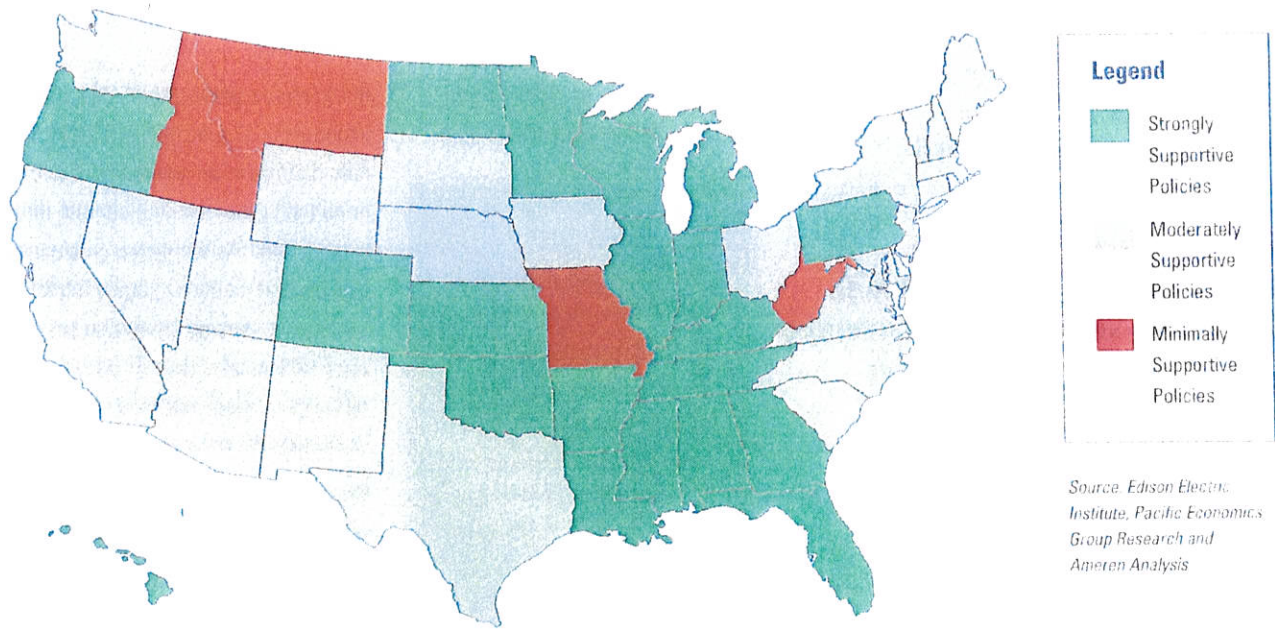 Legend
Strongly
Supportive
Policies
Moderately
Supportive
Policies
Minimally
Supportive
Policies
Source: Edison Electric
Institute, Pacific Economics
Group Research and
Ameren Analysis